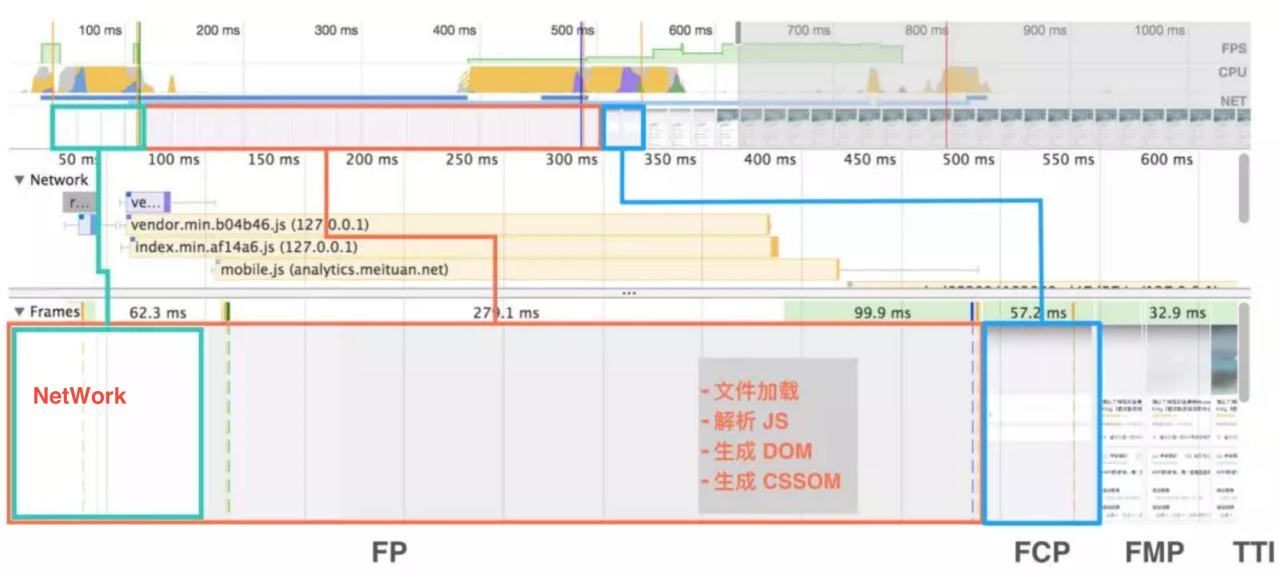 100 ms 200 ms 300 ms 400 ms 500 ms 600 ms 700 ms 800 ms 900 ms 1000 ms
FPS
CPU
NET
50 ms 100 ms 150 ms 200 ms 250 ms 300 ms 350 ms 400 ms 450 ms 500 ms 550 ms 600 ms
▼ Network
r... ve...
vendor.min.b04b46.js (127.0.0.1)
index.min.af14a6.js (127.0.0.1)
mobile.js (analytics.meituan.net)
...
▼ Frames 62.3 ms 279.1 ms 99.9 ms 57.2 ms 32.9 ms
NetWork
- 文件加载
- 解析 JS
- 生成 DOM
- 生成 CSSOM
FP FCP FMP TTI